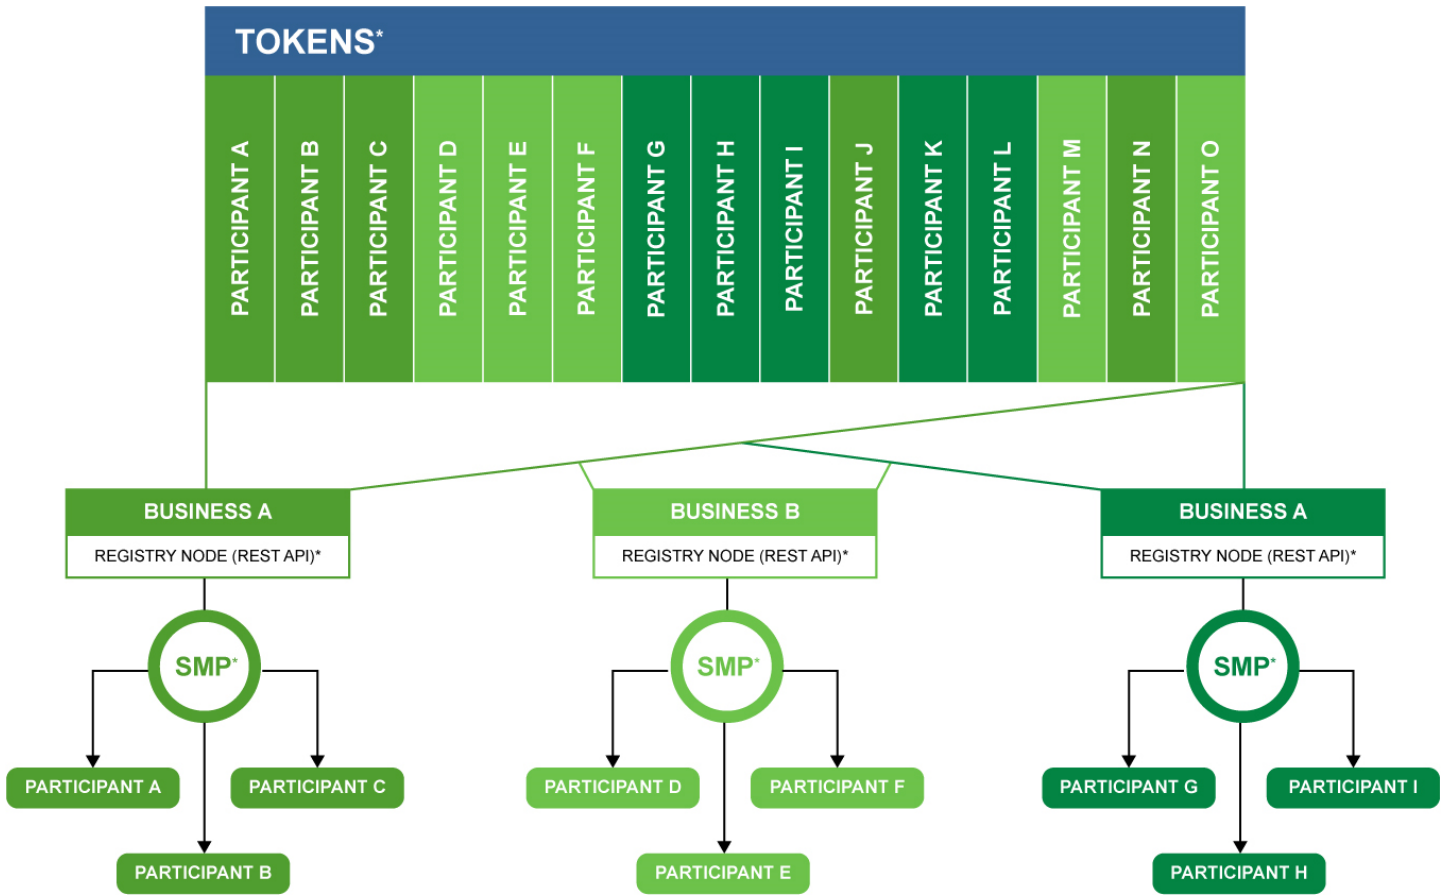 TOKENS*
PARTICIPANT A
PARTICIPANT B
PARTICIPANT C
PARTICIPANT D
PARTICIPANT E
PARTICIPANT F
PARTICIPANT G
PARTICIPANT H
PARTICIPANT I
PARTICIPANT J
PARTICIPANT K
PARTICIPANT L
PARTICIPANT M
PARTICIPANT N
PARTICIPANT O
BUSINESS A
REGISTRY NODE (REST API)*
SMP*
PARTICIPANT A
PARTICIPANT C
PARTICIPANT B
BUSINESS B
REGISTRY NODE (REST API)*
SMP*
PARTICIPANT D
PARTICIPANT F
PARTICIPANT E
BUSINESS A
REGISTRY NODE (REST API)*
SMP*
PARTICIPANT G
PARTICIPANT I
PARTICIPANT H